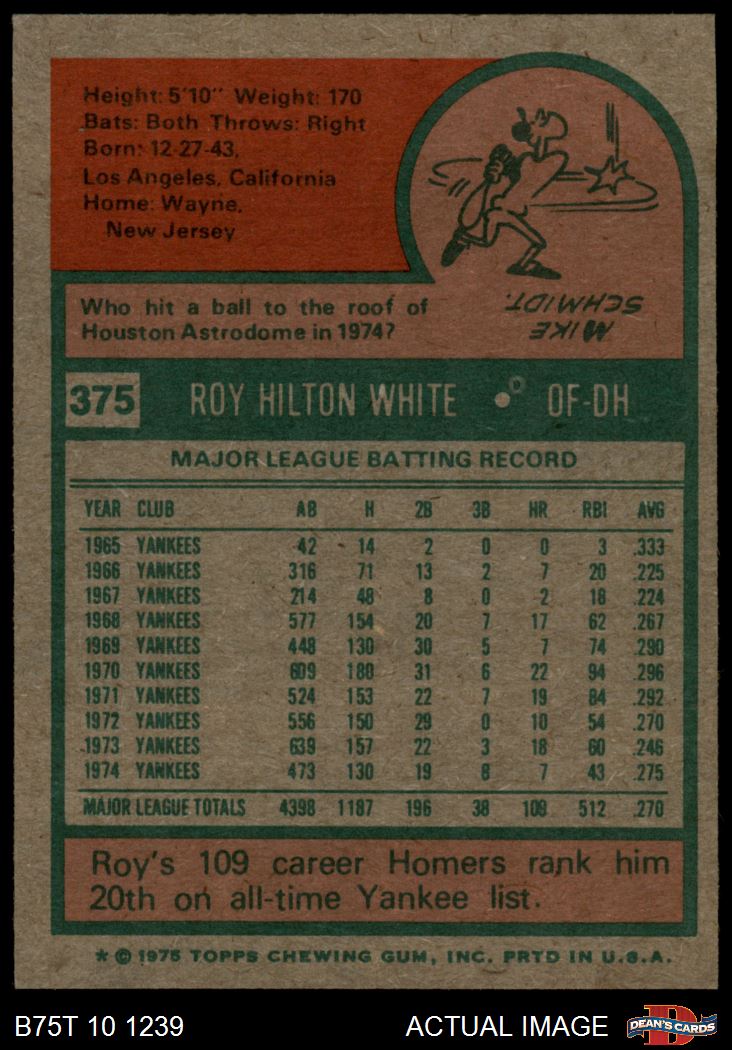 Height: 5'10" Weight: 170
Bats: Both Throws: Right
Born: 12-27-43,
Los Angeles, California
Home: Wayne,
New Jersey
Who hit a ball to the roof of
Houston Astrodome in 1974?
MIKE
SCHMIDT.
375 ROY HILTON WHITE OF-DH
MAJOR LEAGUE BATTING RECORD
YEAR CLUB AB H 2B 3B HR RBI AVG
1965 YANKEES 42 14 2 0 0 3 .333
1966 YANKEES 316 71 13 2 7 20 .225
1967 YANKEES 214 48 8 0 2 18 .224
1968 YANKEES 577 154 20 7 17 62 .267
1969 YANKEES 448 130 30 5 7 74 .290
1970 YANKEES 609 180 31 6 22 94 .296
1971 YANKEES 524 153 22 7 19 84 .292
1972 YANKEES 556 150 29 0 10 54 .270
1973 YANKEES 639 157 22 3 18 60 .246
1974 YANKEES 473 130 19 8 7 43 .275
MAJOR LEAGUE TOTALS 4398 1187 196 38 109 512 .270
Roy's 109 career Homers rank him
20th on all-time Yankee list.
* © 1975 TOPPS CHEWING GUM, INC. PRTD IN U.S.A.
B75T 10 1239 ACTUAL IMAGE DEAN'S CARDS